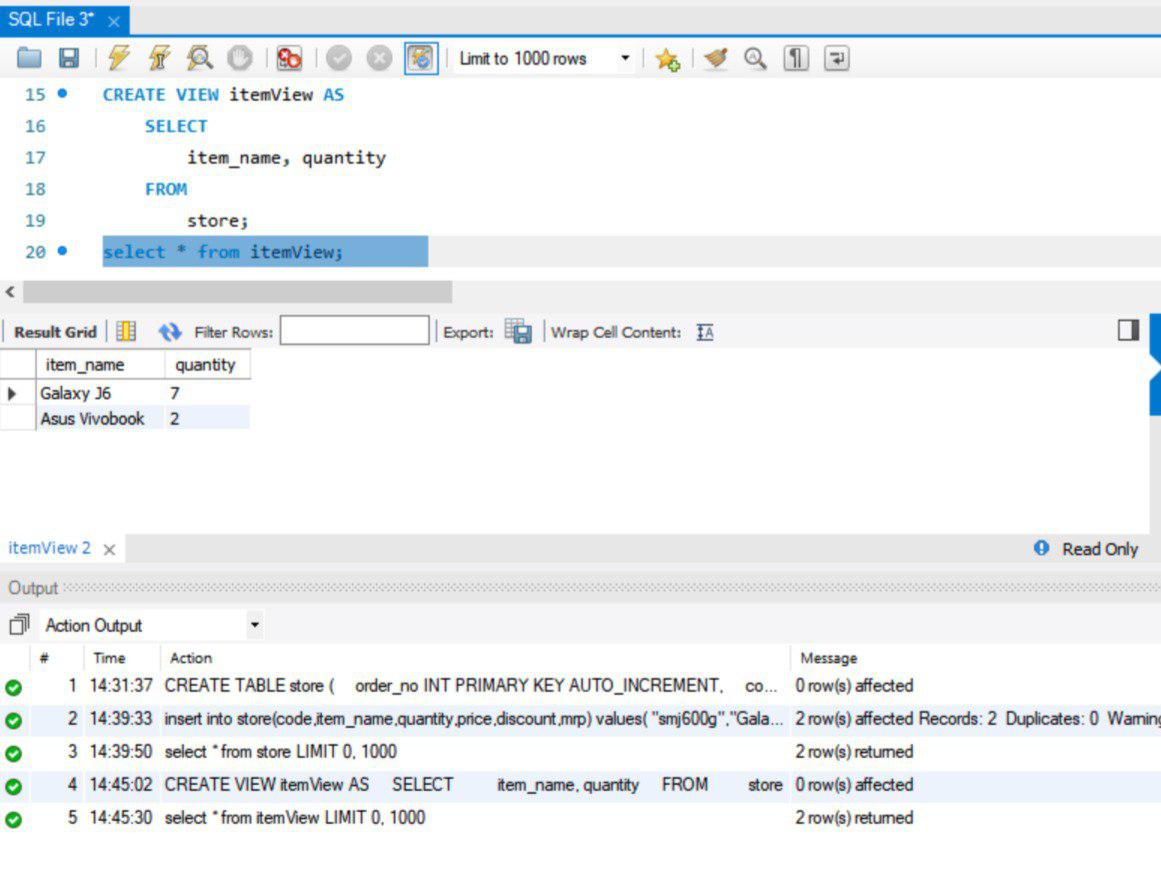 SQL File 3*
Limit to 1000 rows
15 CREATE VIEW itemView AS
16 SELECT
17 item_name, quantity
18 FROM
19 store;
20 select * from itemView;
Result Grid Filter Rows: Export: Wrap Cell Content:
item_name quantity
Galaxy J6 7
Asus Vivobook 2
itemView 2 Read Only
Output
Action Output
# Time Action Message
1 14:31:37 CREATE TABLE store ( order_no INT PRIMARY KEY AUTO_INCREMENT, co... 0 row(s) affected
2 14:39:33 insert into store(code,item_name,quantity,price,discount,mrp) values( "smj600g","Gala... 2 row(s) affected Records: 2 Duplicates: 0 Warning
3 14:39:50 select * from store LIMIT 0, 1000 2 row(s) returned
4 14:45:02 CREATE VIEW itemView AS SELECT item_name, quantity FROM store 0 row(s) affected
5 14:45:30 select * from itemView LIMIT 0, 1000 2 row(s) returned